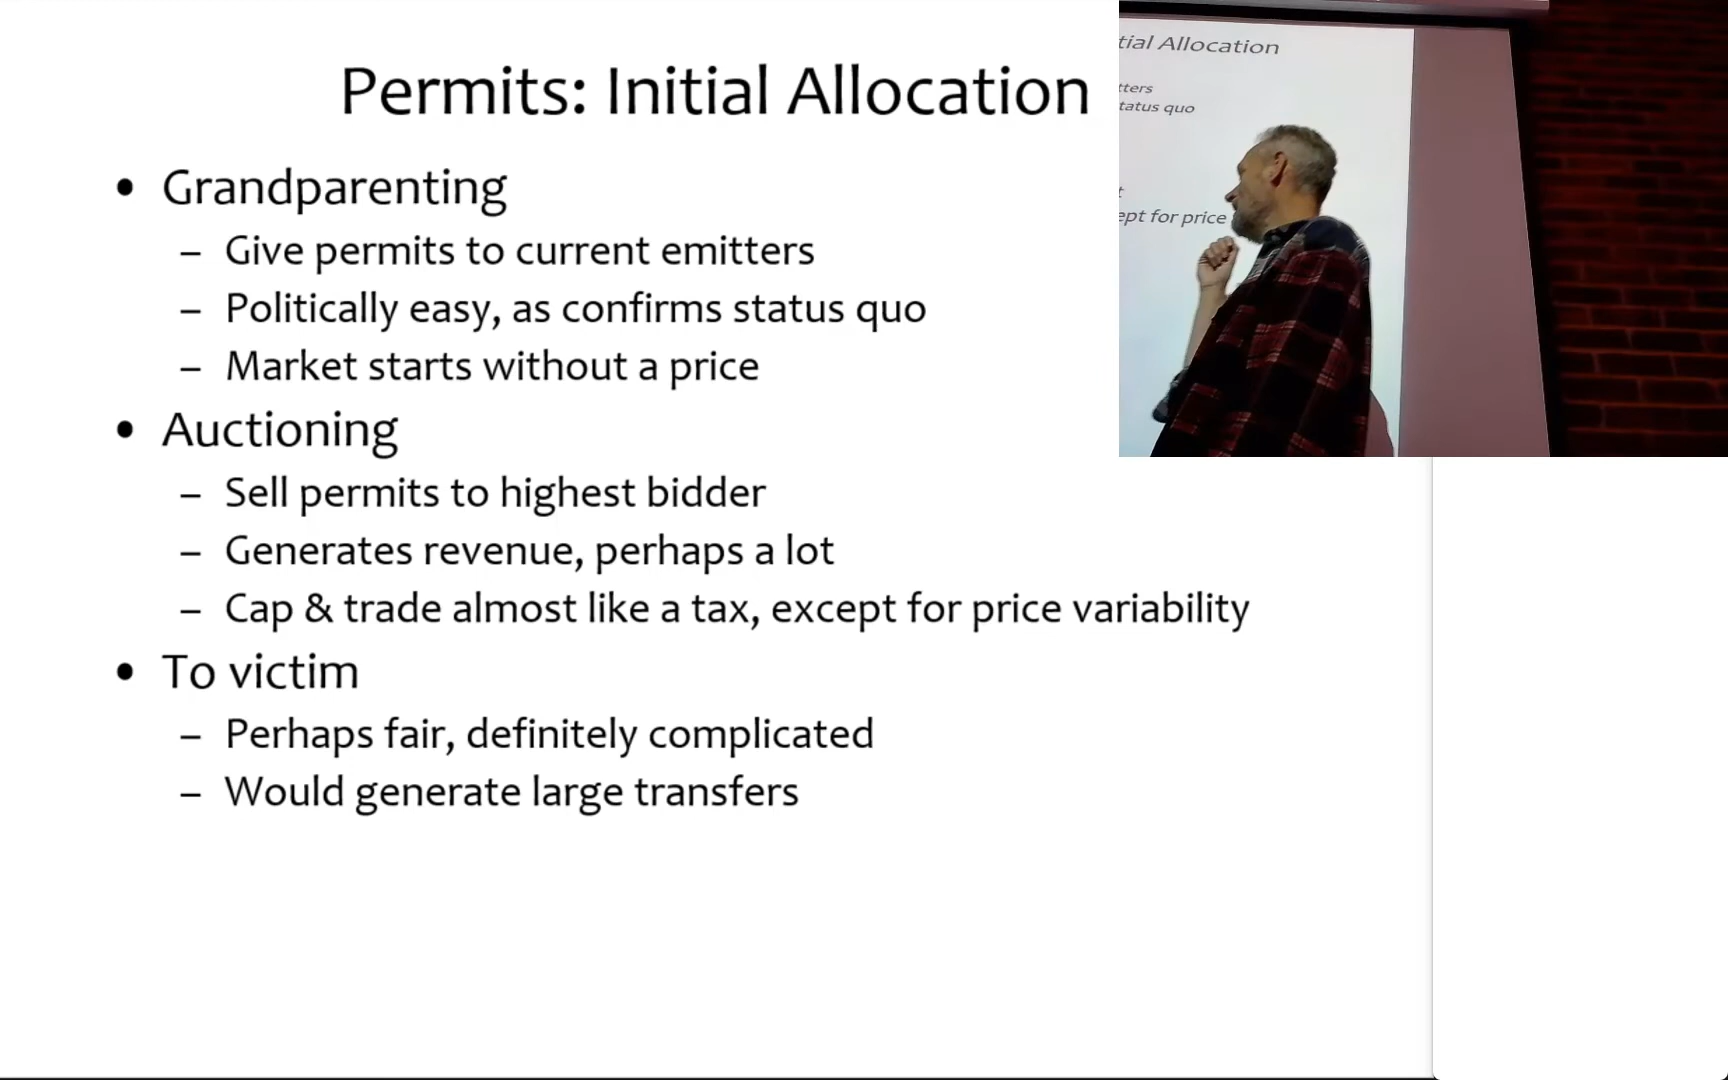 Permits: Initial Allocation
• Grandparenting
– Give permits to current emitters
– Politically easy, as confirms status quo
– Market starts without a price
• Auctioning
– Sell permits to highest bidder
– Generates revenue, perhaps a lot
– Cap & trade almost like a tax, except for price variability
• To victim
– Perhaps fair, definitely complicated
– Would generate large transfers
tial Allocation
tters
tatus quo
t
ept for price